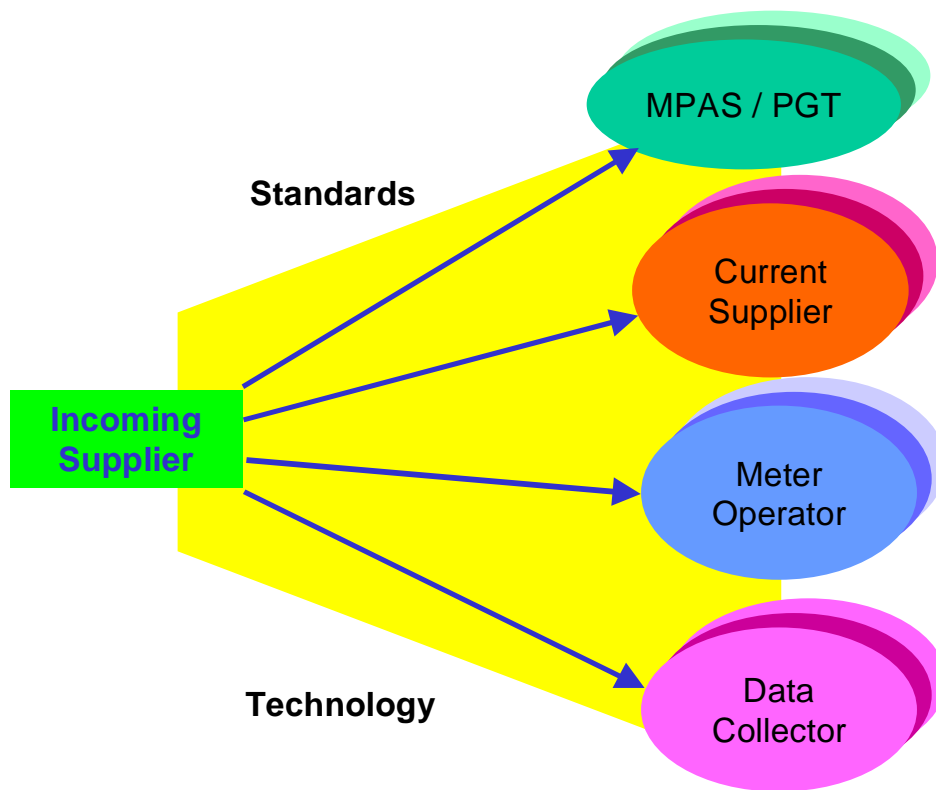 MPAS / PGT
Standards
Current
Supplier
Incoming
Supplier
Meter
Operator
Technology
Data
Collector